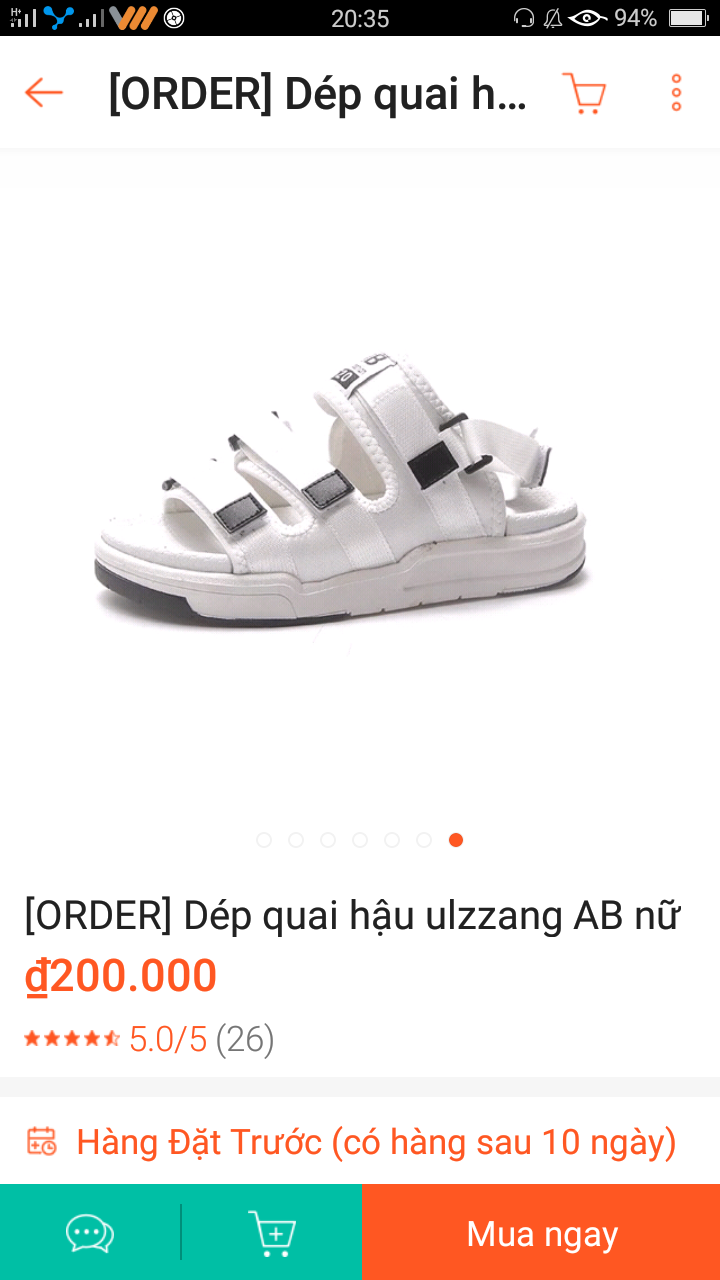 20:35
94%
[ORDER] Dép quai h...
[ORDER] Dép quai hậu ulzzang AB nữ
₫200.000
5.0/5 (26)
Hàng Đặt Trước (có hàng sau 10 ngày)
Mua ngay